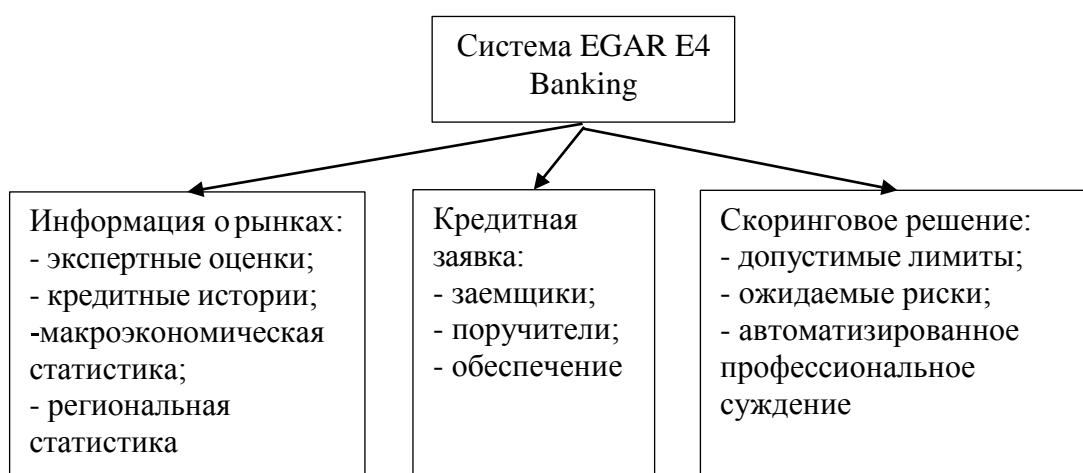 Система EGAR E4
Banking
Информация о рынках:
- экспертные оценки;
- кредитные истории;
-макроэкономическая
статистика;
- региональная
статистика
Кредитная
заявка:
- заемщики;
- поручители;
- обеспечение
Скоринговое решение:
- допустимые лимиты;
- ожидаемые риски;
- автоматизированное
профессиональное
суждение